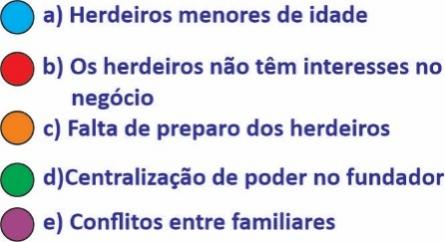 a) Herdeiros menores de idade
b) Os herdeiros não têm interesses no
negócio
c) Falta de preparo dos herdeiros
d)Centralização de poder no fundador
e) Conflitos entre familiares